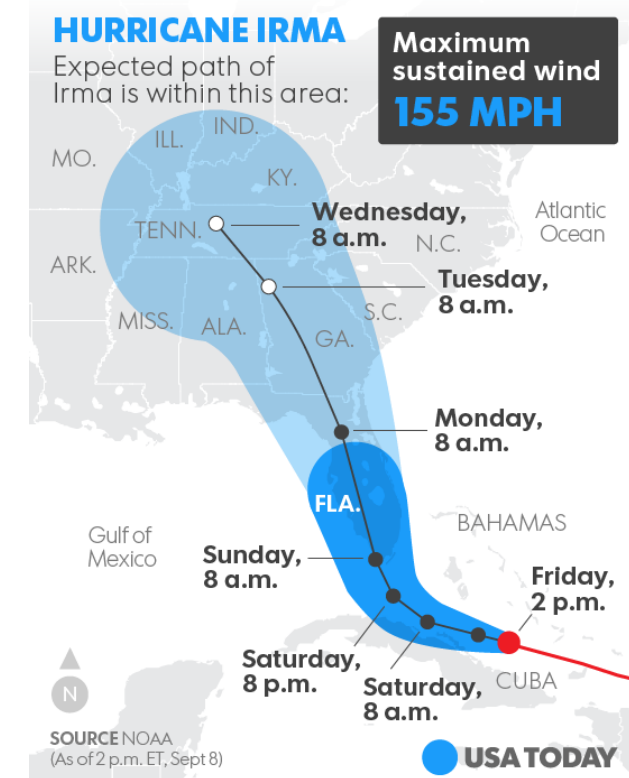 HURRICANE IRMA
Expected path of
Irma is within this area:
Maximum
sustained wind
155 MPH
IND.
ILL.
MO.
KY.
Wednesday,
8 a.m.
Atlantic
Ocean
TENN.
N.C.
ARK.
Tuesday,
8 a.m.
S.C.
MISS.
ALA.
GA.
Monday,
8 a.m.
FLA.
BAHAMAS
Gulf of
Mexico
Sunday,
8 a.m.
Friday,
2 p.m.
Saturday,
8 p.m.
Saturday,
8 a.m.
CUBA
N
SOURCE NOAA
(As of 2 p.m. ET, Sept 8)
USA TODAY